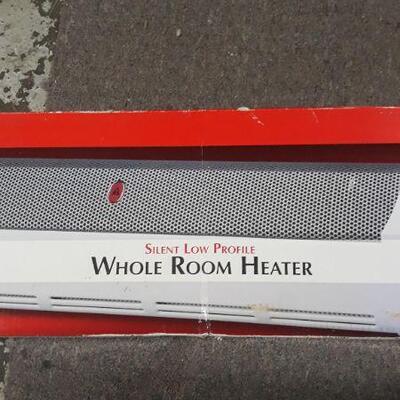 Silent Low Profile
Whole Room Heater